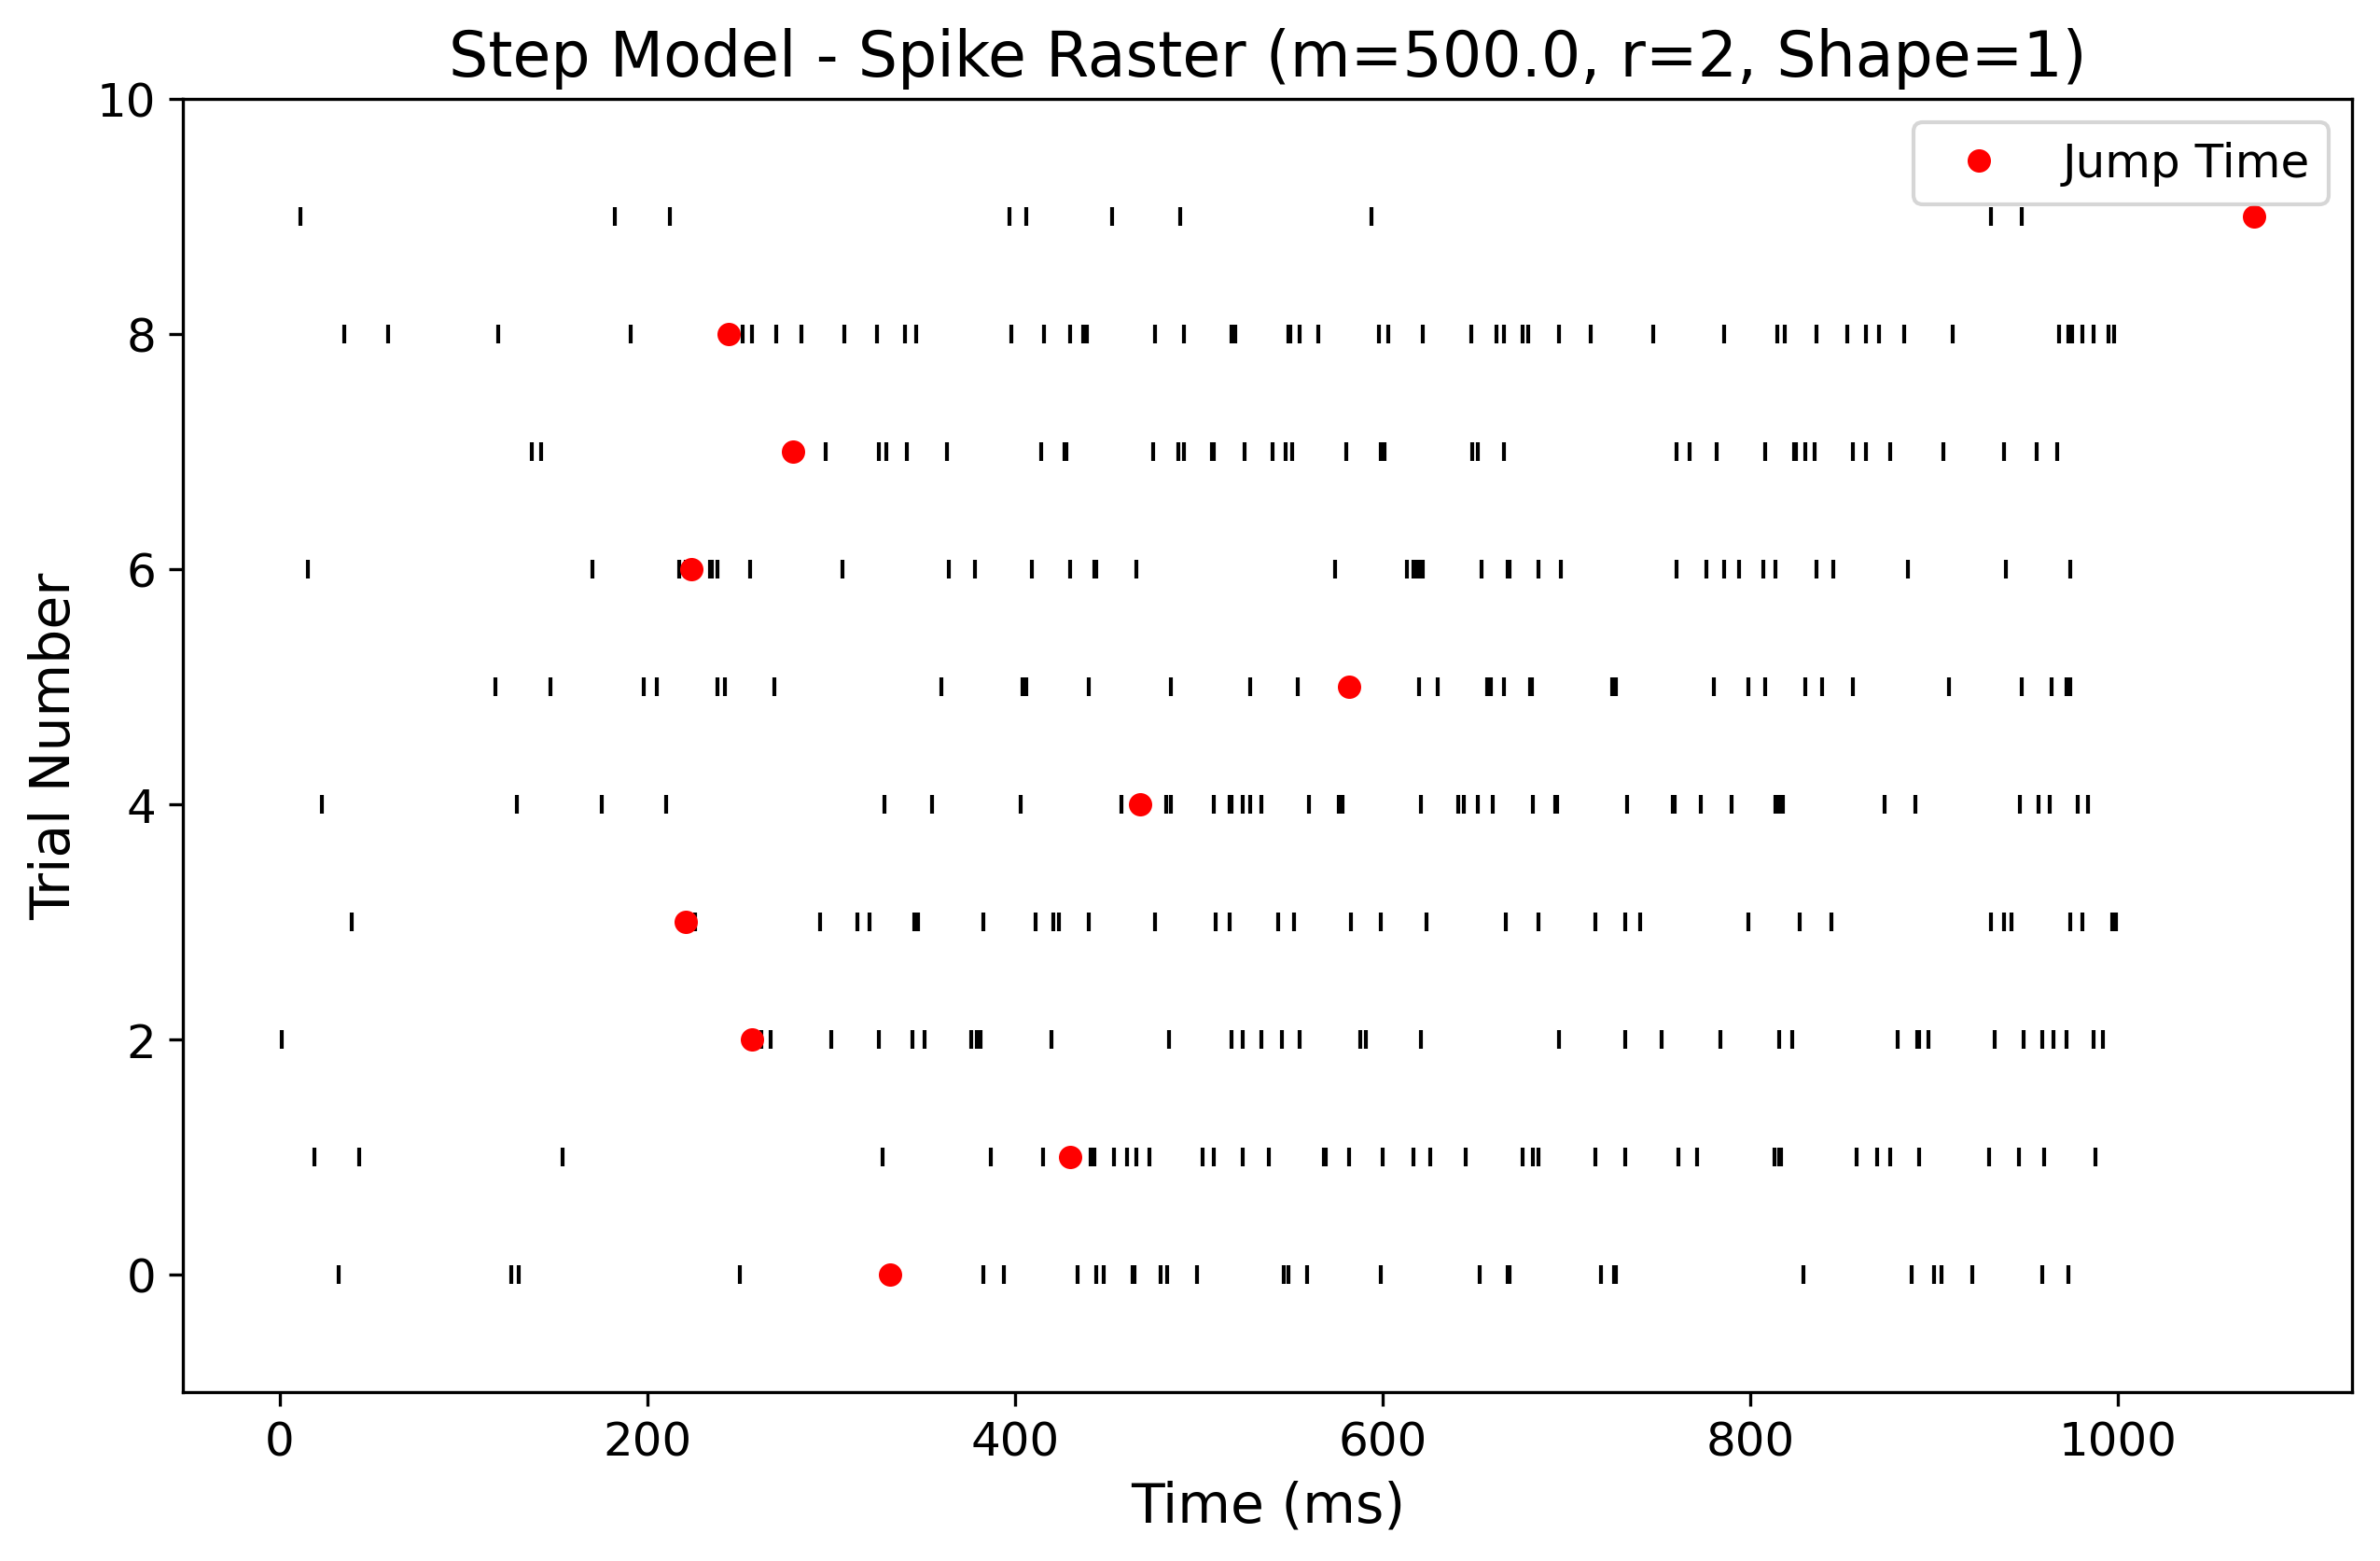 Step Model - Spike Raster (m=500.0, r=2, Shape=1)
Jump Time
Trial Number
10
8
6
4
2
0
0 200 400 600 800 1000
Time (ms)